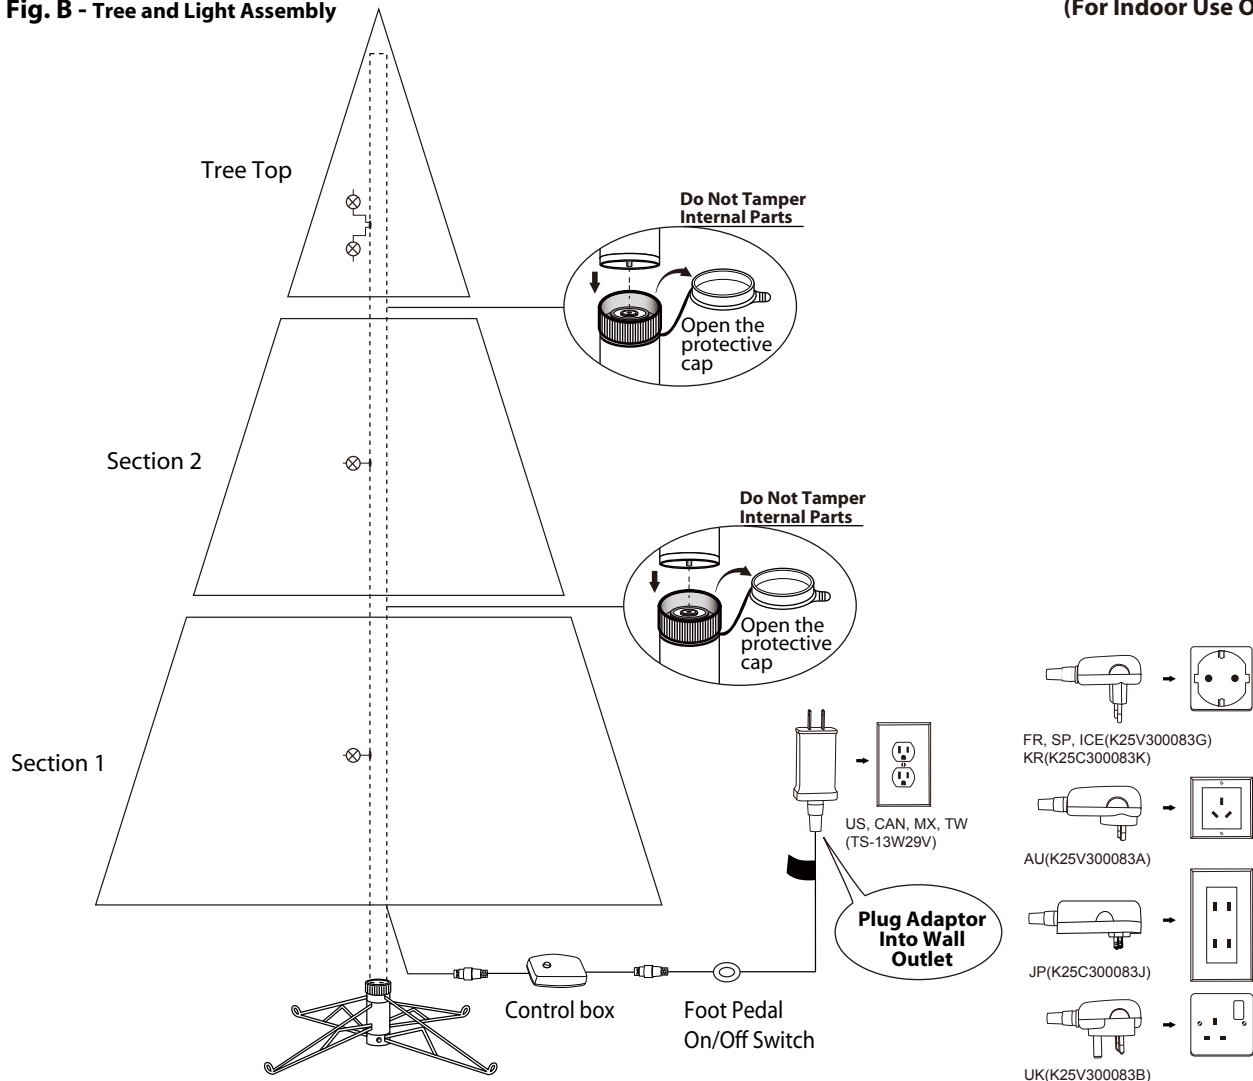 Fig. B - Tree and Light Assembly
(For Indoor Use O
Tree Top
Do Not Tamper
Internal Parts
Open the
protective
cap
Section 2
Do Not Tamper
Internal Parts
Open the
protective
cap
Section 1
US, CAN, MX, TW
(TS-13W29V)
Plug Adaptor
Into Wall
Outlet
Control box
Foot Pedal
On/Off Switch
FR, SP, ICE(K25V300083G)
KR(K25C300083K)
AU(K25V300083A)
JP(K25C300083J)
UK(K25V300083B)